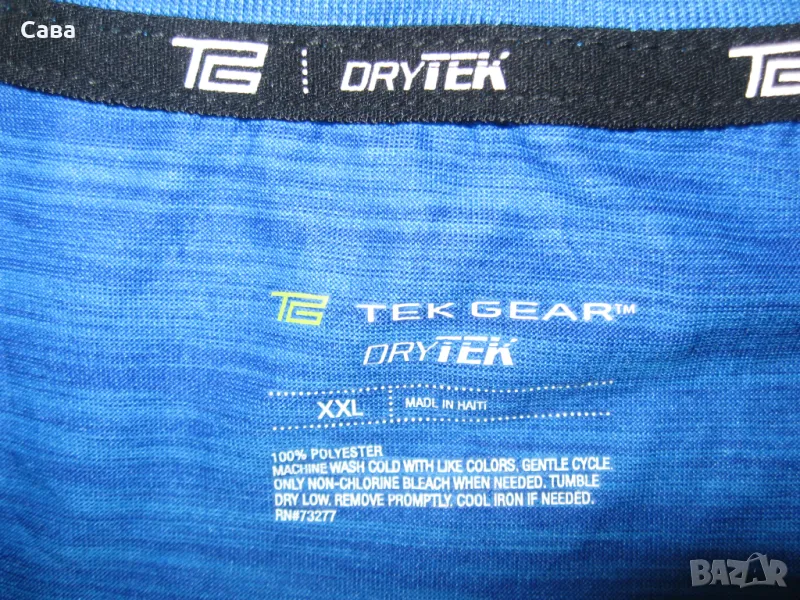 Сава
TG DRYTEK TG
TG TEK GEAR™
DRYTEK
XXL MADE IN HAITI
100% POLYESTER
MACHINE WASH COLD WITH LIKE COLORS. GENTLE CYCLE.
ONLY NON-CHLORINE BLEACH WHEN NEEDED. TUMBLE
DRY LOW. REMOVE PROMPTLY. COOL IRON IF NEEDED.
RN#73277
BAZAR